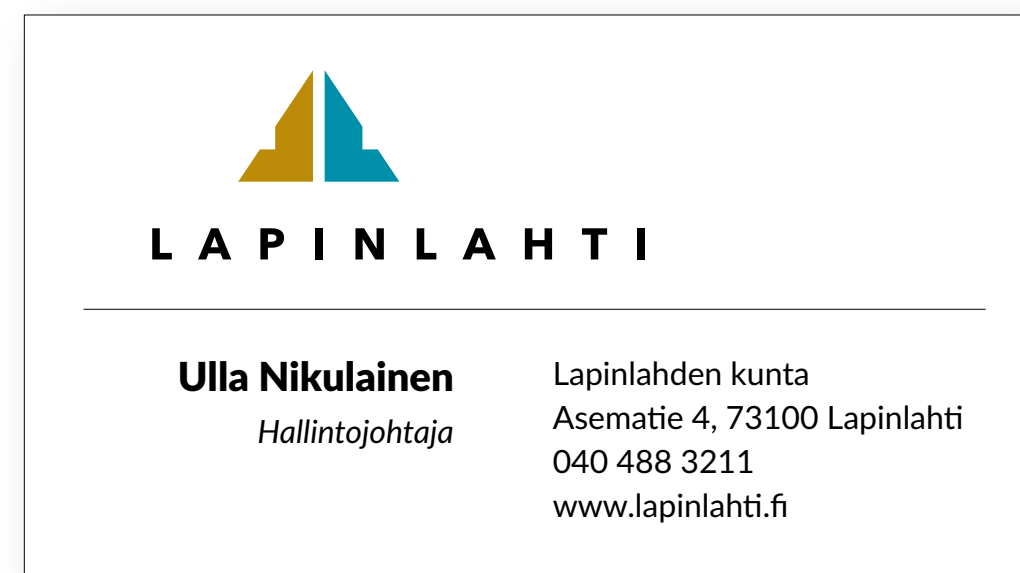 LAPINLAHTI
Ulla Nikulainen
Hallintojohtaja
Lapinlahden kunta
Asematie 4, 73100 Lapinlahti
040 488 3211
www.lapinlahti.fi